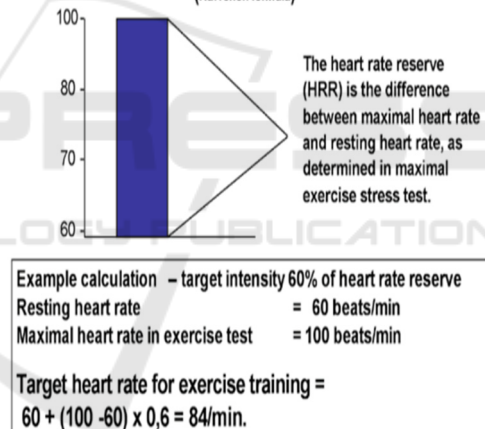 100
80
70
60
The heart rate reserve
(HRR) is the difference
between maximal heart rate
and resting heart rate, as
determined in maximal
exercise stress test.
PRESS
LOGY PUBLICATION
Example calculation – target intensity 60% of heart rate reserve
Resting heart rate = 60 beats/min
Maximal heart rate in exercise test = 100 beats/min
Target heart rate for exercise training =
60 + (100 -60) x 0,6 = 84/min.